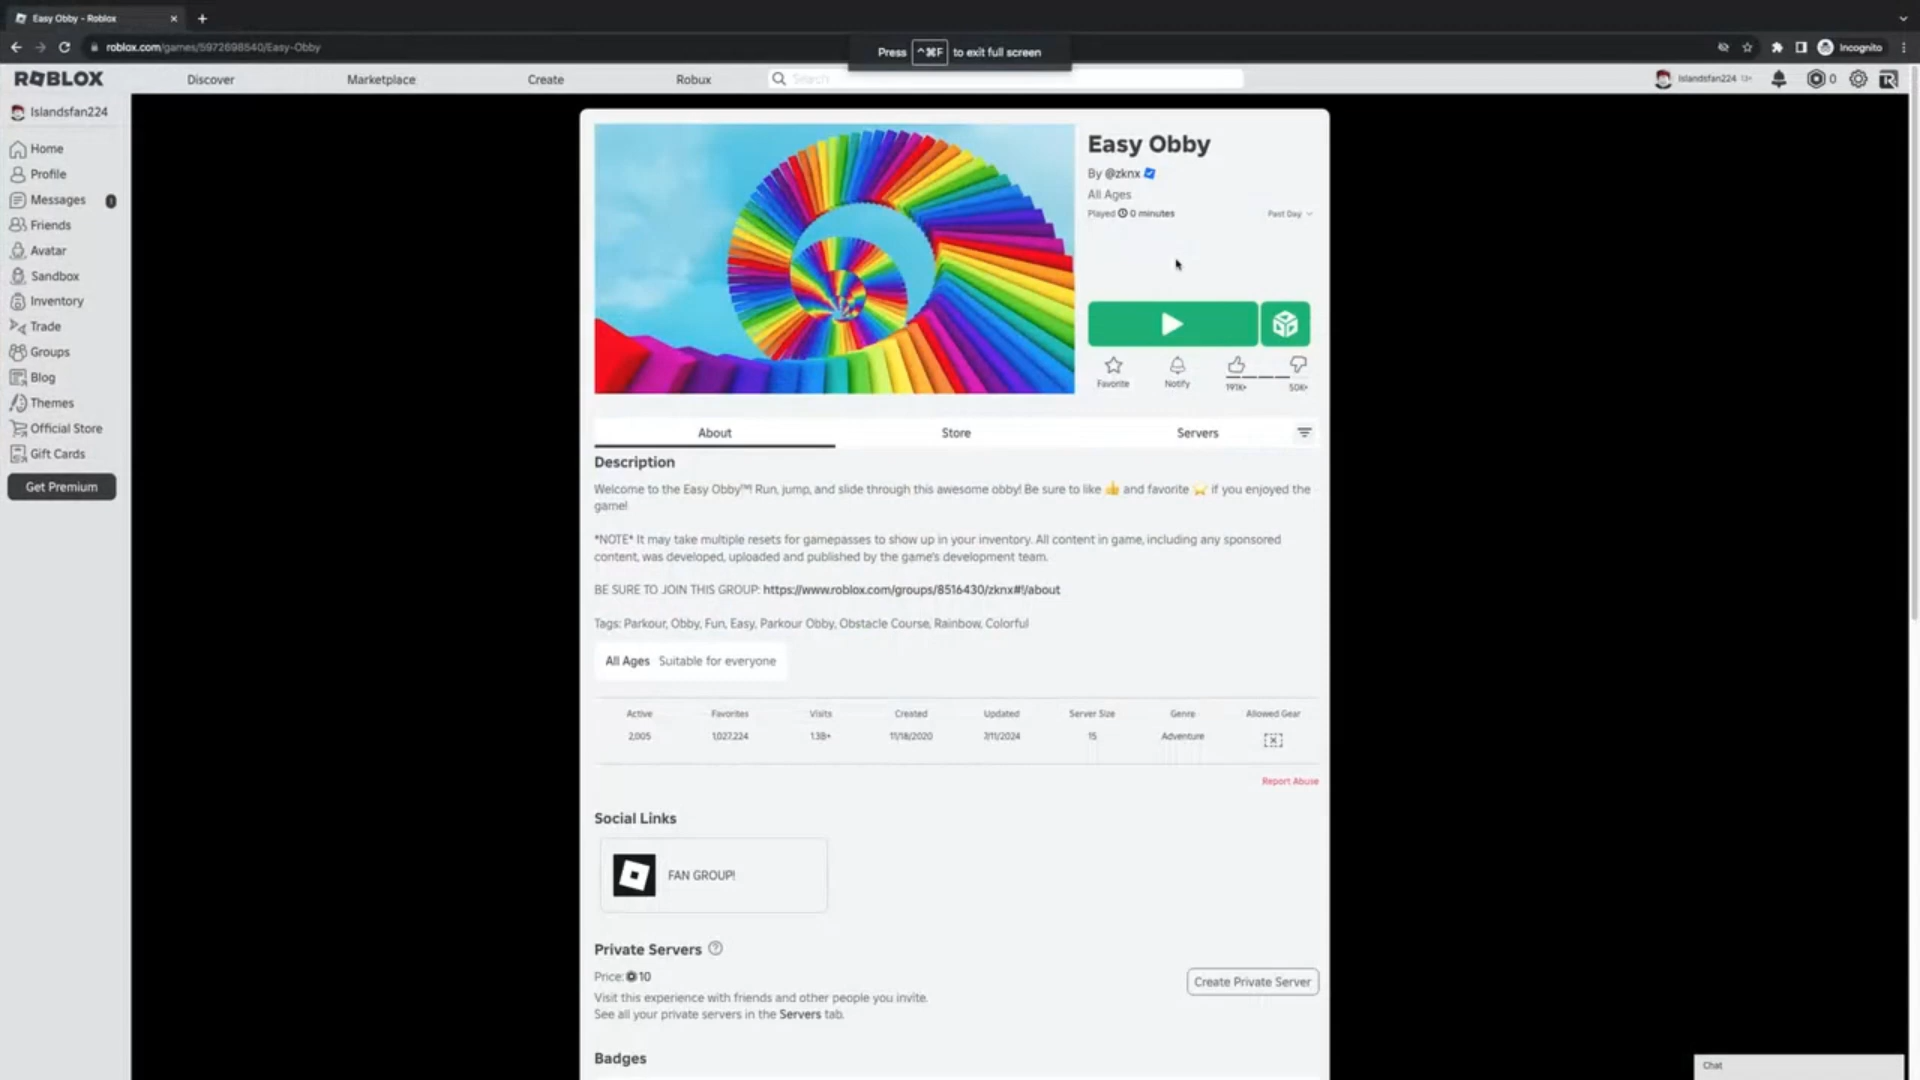 Easy Obby - Roblox
roblox.com/games/5972698540/Easy-Obby
Press ^⌘F to exit full screen
Incognito
ROBLOX
Discover
Marketplace
Create
Robux
Search
Islandsfan224 13+
0
Islandsfan224
Home
Profile
Messages 1
Friends
Avatar
Sandbox
Inventory
Trade
Groups
Blog
Themes
Official Store
Gift Cards
Get Premium
Easy Obby
By @zknx
All Ages
Played 0 minutes
Past Day
Favorite
Notify
191K+
50K+
About
Store
Servers
Description
Welcome to the Easy Obby™! Run, jump, and slide through this awesome obby! Be sure to like 👍 and favorite ⭐ if you enjoyed the
game!
*NOTE* It may take multiple resets for gamepasses to show up in your inventory. All content in game, including any sponsored
content, was developed, uploaded and published by the game's development team.
BE SURE TO JOIN THIS GROUP: https://www.roblox.com/groups/8516430/zknx#!/about
Tags: Parkour, Obby, Fun, Easy, Parkour Obby, Obstacle Course, Rainbow, Colorful
All Ages Suitable for everyone
Active Favorites Visits Created Updated Server Size Genre Allowed Gear
2,005 1,027,224 1.3B+ 11/18/2020 7/11/2024 15 Adventure
Report Abuse
Social Links
FAN GROUP!
Private Servers
Price: 10
Create Private Server
Visit this experience with friends and other people you invite.
See all your private servers in the Servers tab.
Badges
Chat